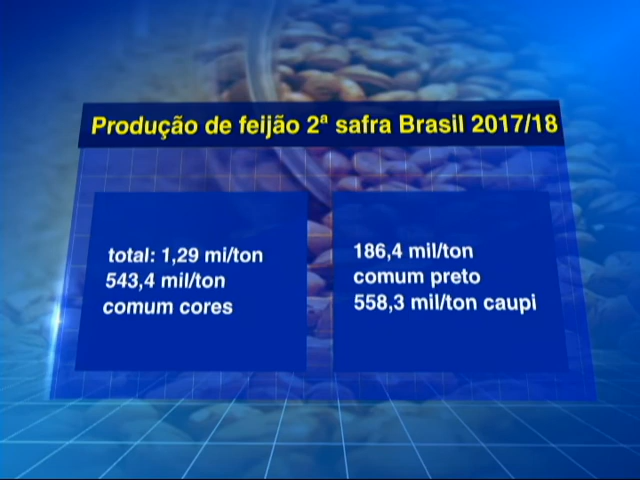 Produção de feijão 2ª safra Brasil 2017/18
total: 1,29 mi/ton
543,4 mil/ton
comum cores
186,4 mil/ton
comum preto
558,3 mil/ton caupi